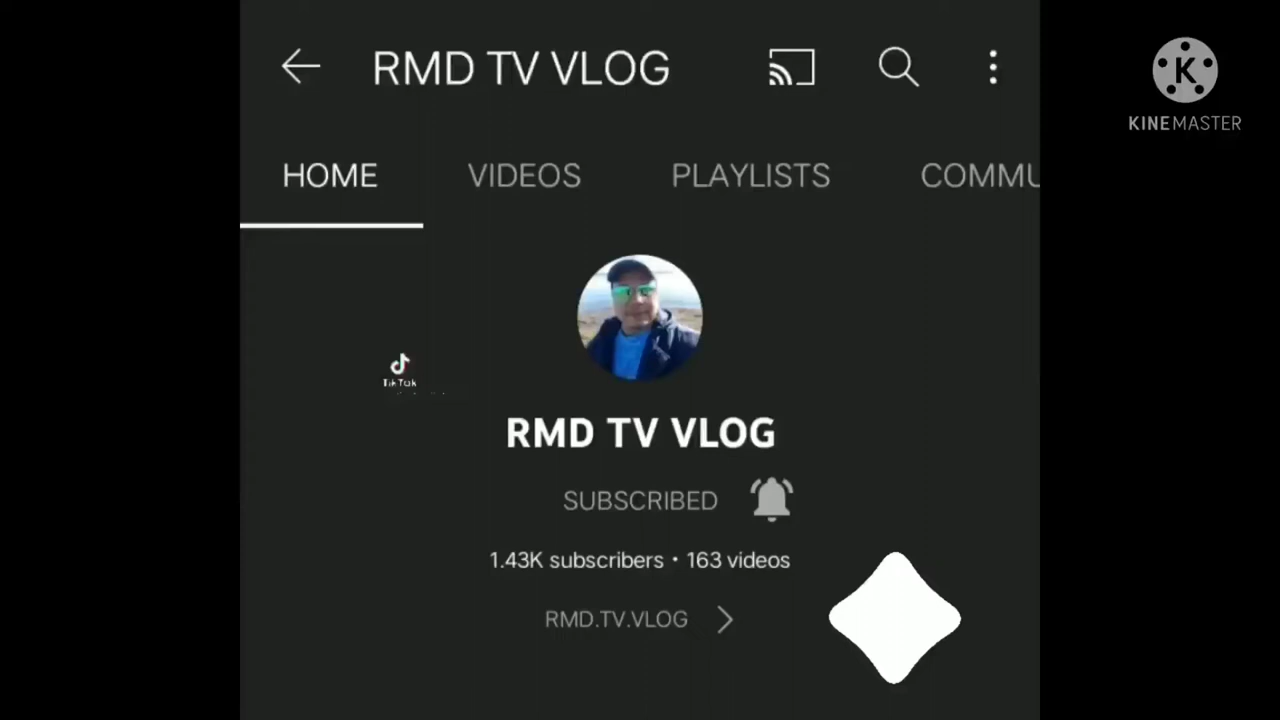 RMD TV VLOG
KINEMASTER
HOME VIDEOS PLAYLISTS COMMU
TikTok
RMD TV VLOG
SUBSCRIBED
1.43K subscribers • 163 videos
RMD.TV.VLOG